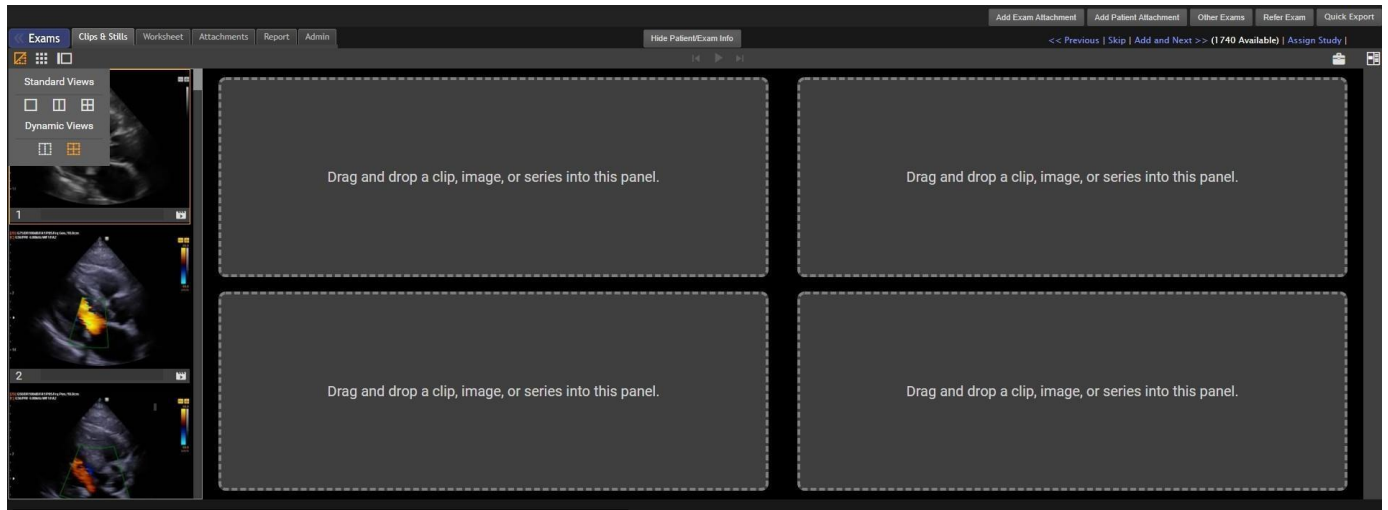 Add Exam Attachment Add Patient Attachment Other Exams Refer Exam Quick Export
Exams Clips & Stills Worksheet Attachments Report Admin Hide Patient/Exam Info << Previous | Skip | Add and Next >> (1740 Available) | Assign Study |
Standard Views
Dynamic Views
Drag and drop a clip, image, or series into this panel.
Drag and drop a clip, image, or series into this panel.
1
2
Drag and drop a clip, image, or series into this panel.
Drag and drop a clip, image, or series into this panel.